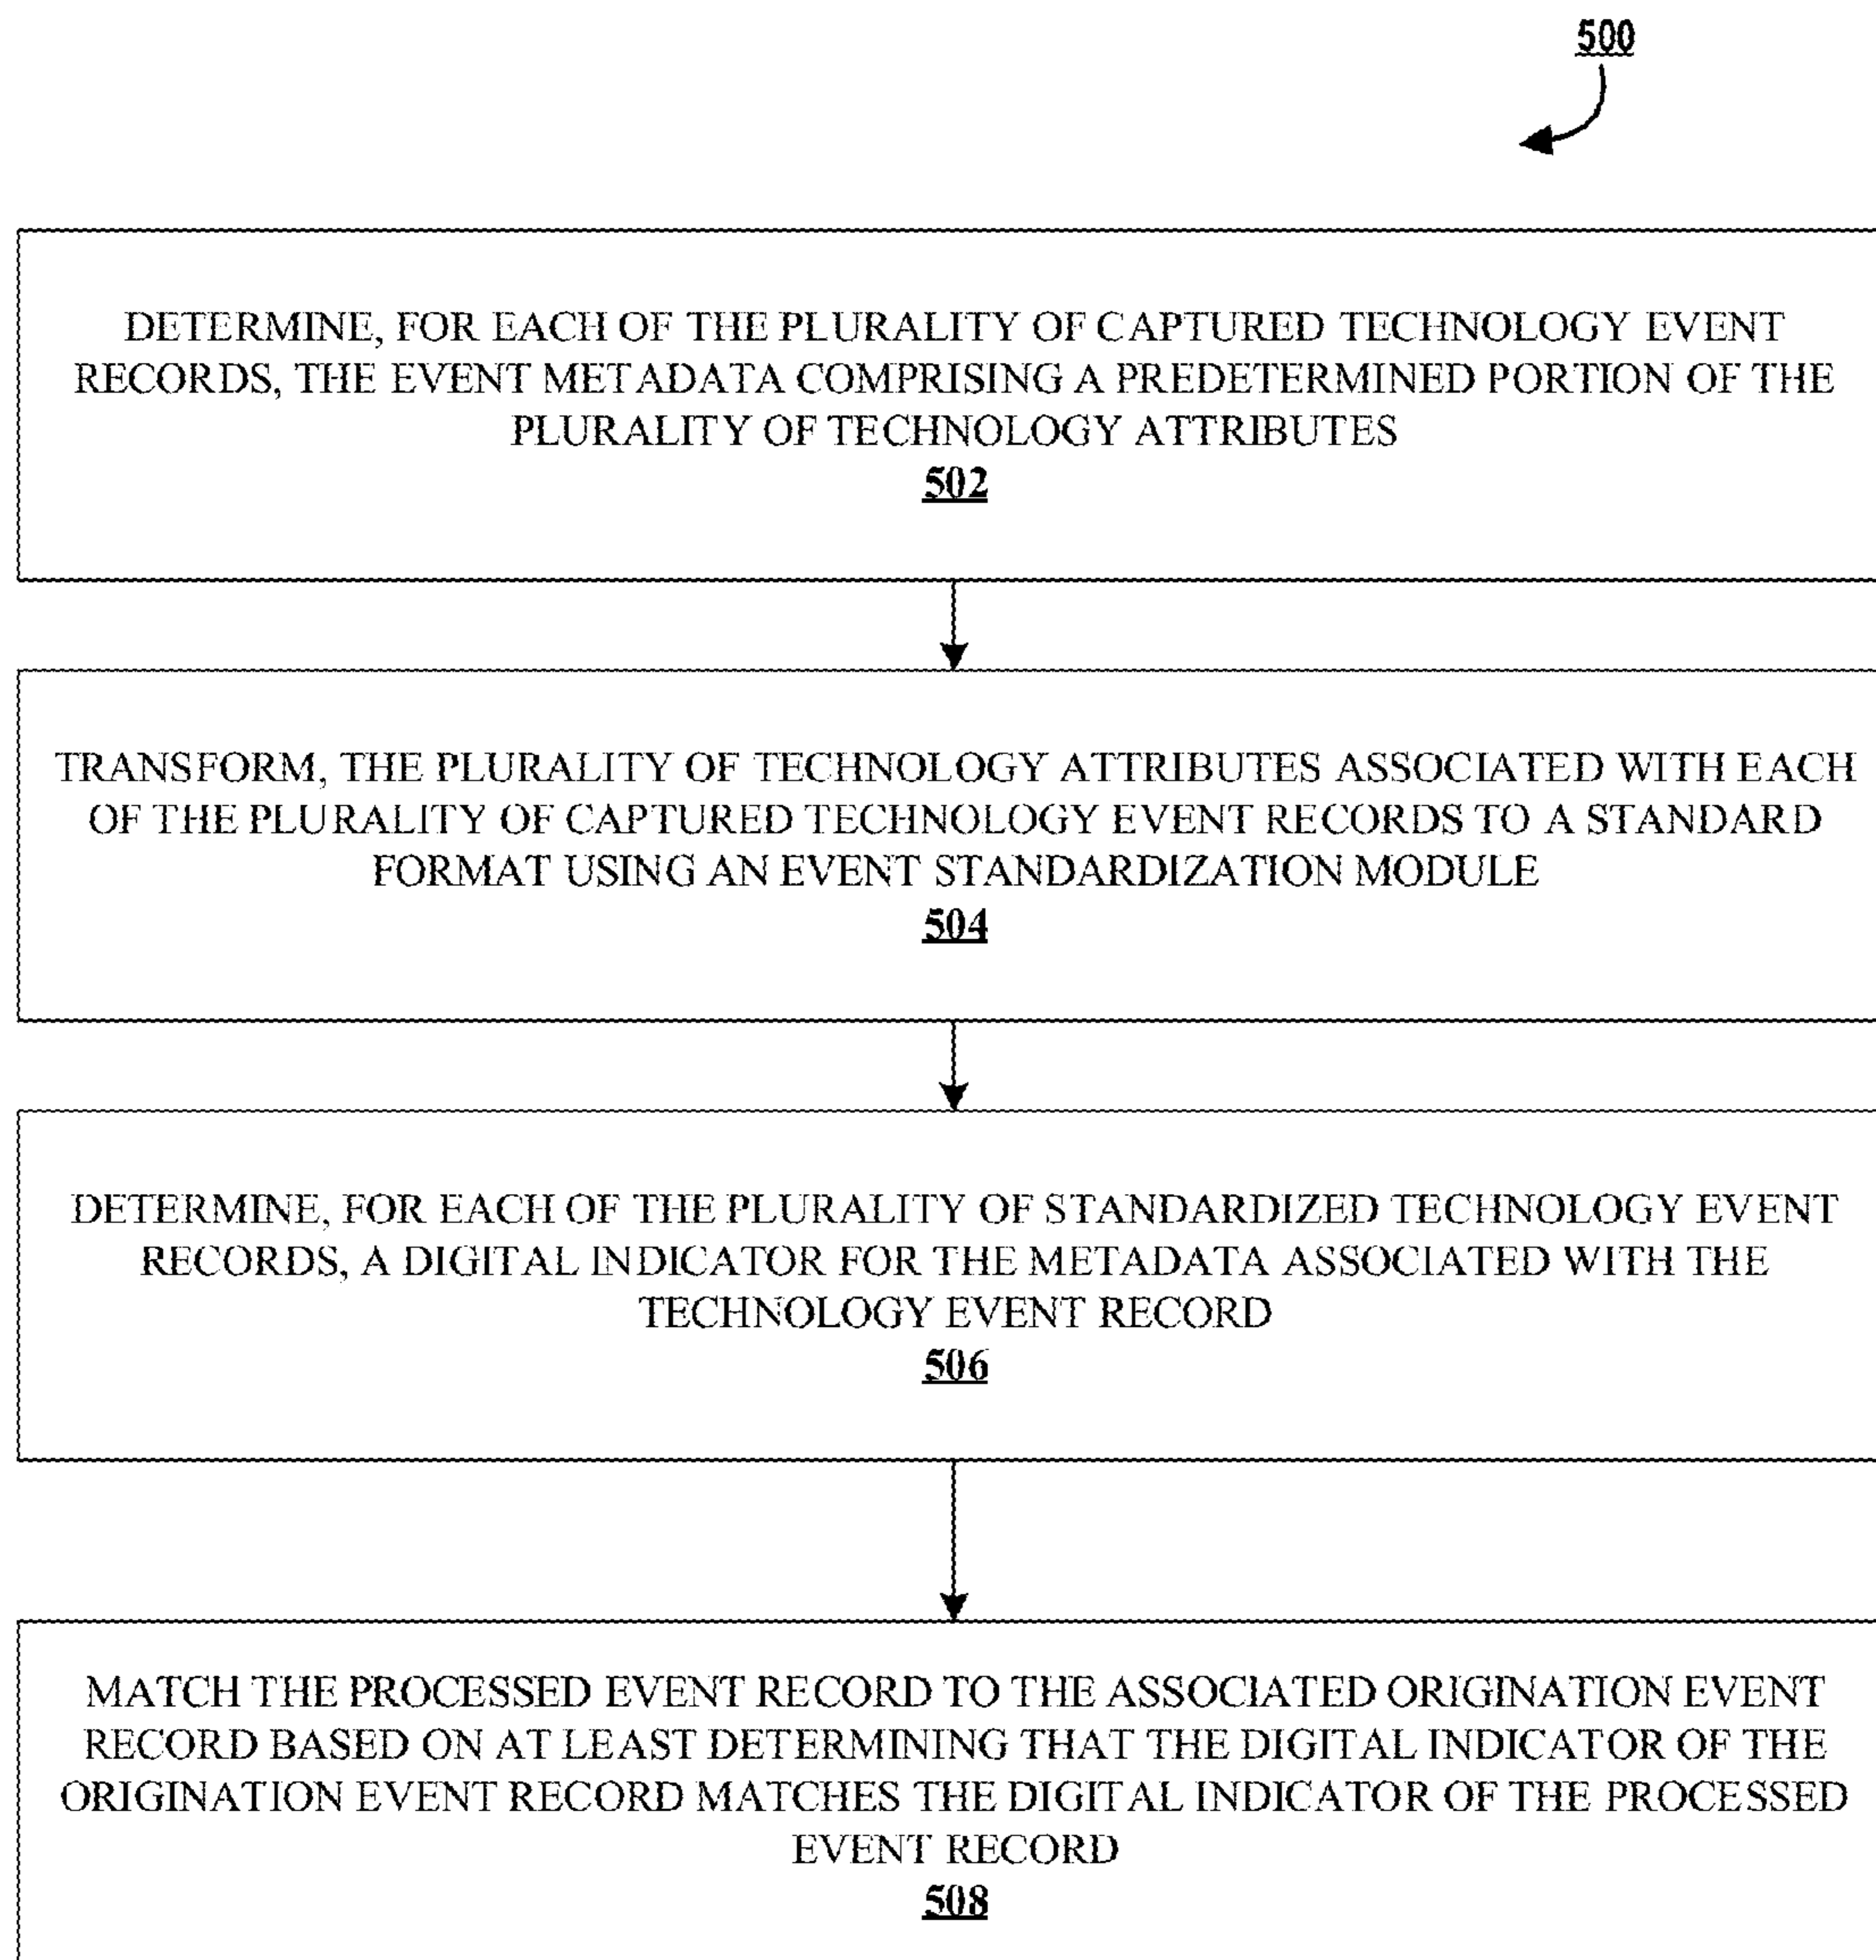 500
DETERMINE, FOR EACH OF THE PLURALITY OF CAPTURED TECHNOLOGY EVENT
RECORDS, THE EVENT METADATA COMPRISING A PREDETERMINED PORTION OF THE
PLURALITY OF TECHNOLOGY ATTRIBUTES
502
TRANSFORM, THE PLURALITY OF TECHNOLOGY ATTRIBUTES ASSOCIATED WITH EACH
OF THE PLURALITY OF CAPTURED TECHNOLOGY EVENT RECORDS TO A STANDARD
FORMAT USING AN EVENT STANDARDIZATION MODULE
504
DETERMINE, FOR EACH OF THE PLURALITY OF STANDARDIZED TECHNOLOGY EVENT
RECORDS, A DIGITAL INDICATOR FOR THE METADATA ASSOCIATED WITH THE
TECHNOLOGY EVENT RECORD
506
MATCH THE PROCESSED EVENT RECORD TO THE ASSOCIATED ORIGINATION EVENT
RECORD BASED ON AT LEAST DETERMINING THAT THE DIGITAL INDICATOR OF THE
ORIGINATION EVENT RECORD MATCHES THE DIGITAL INDICATOR OF THE PROCESSED
EVENT RECORD
508